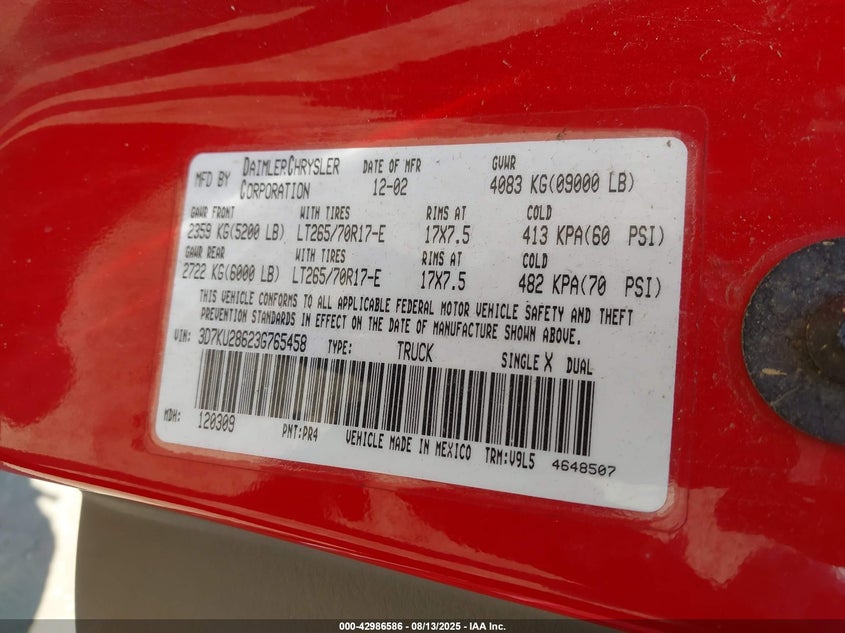 MFD BY DAIMLERCHRYSLER CORPORATION DATE OF MFR 12-02 GVWR 4083 KG(09000 LB)
GAWR FRONT WITH TIRES RIMS AT COLD
2359 KG(5200 LB) LT265/70R17-E 17X7.5 413 KPA(60 PSI)
GAWR REAR WITH TIRES RIMS AT COLD
2722 KG(6000 LB) LT265/70R17-E 17X7.5 482 KPA(70 PSI)
THIS VEHICLE CONFORMS TO ALL APPLICABLE FEDERAL MOTOR VEHICLE SAFETY AND THEFT
PREVENTION STANDARDS IN EFFECT ON THE DATE OF MANUFACTURE SHOWN ABOVE.
VIN: 3D7KU28623G765458 TYPE: TRUCK SINGLE X DUAL
MDH: 120309 PNT:PR4 VEHICLE MADE IN MEXICO TRM:V9L5 4648507
000-42986586 - 08/13/2025 - IAA Inc.